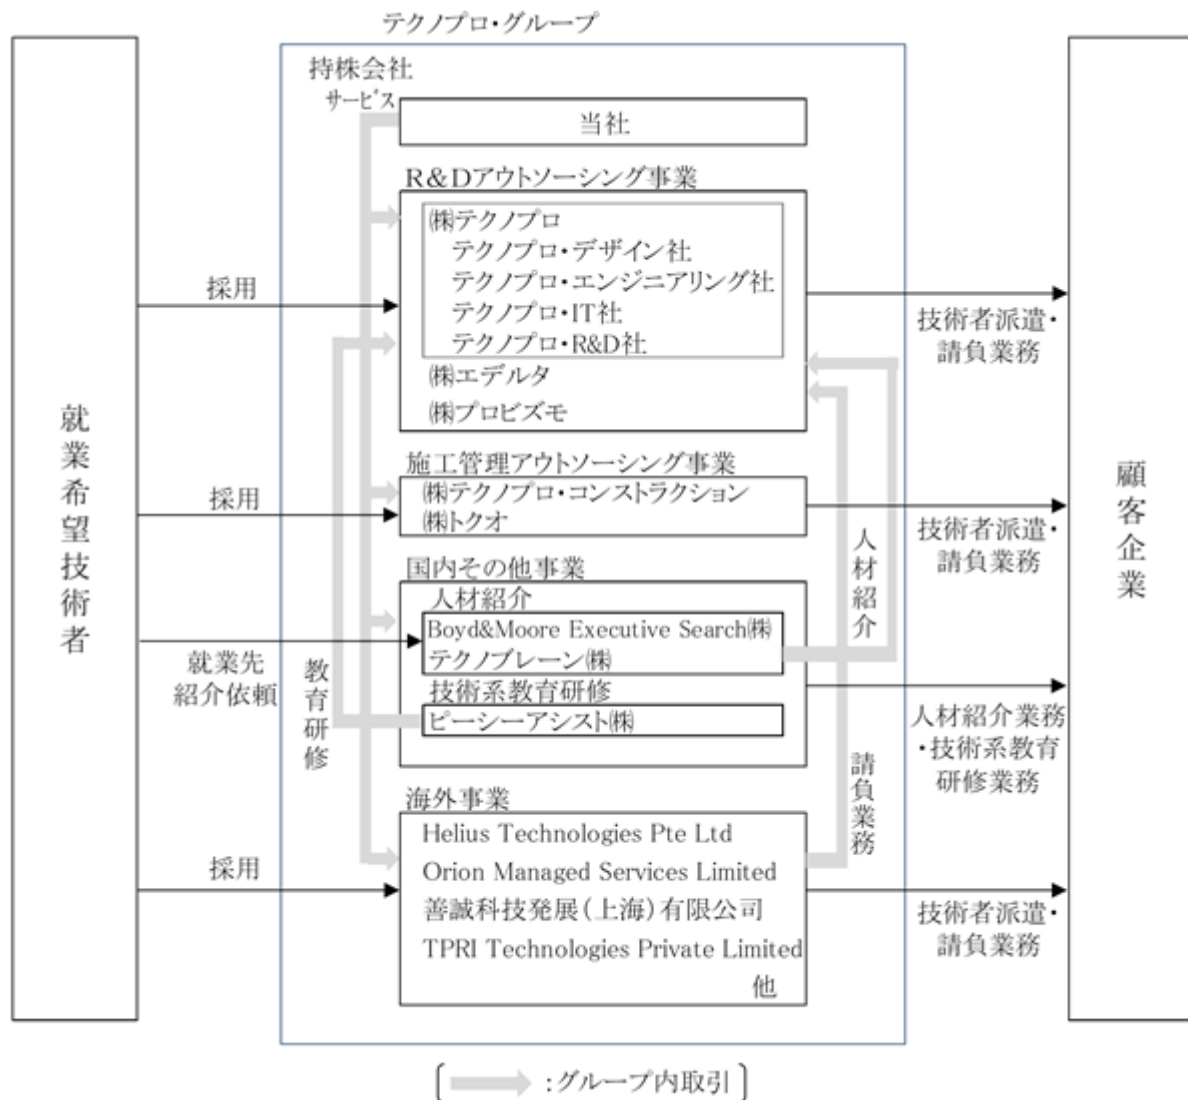 テクノプロ・グループ
持株会社
サービス
当社
R&Dアウトソーシング事業
㈱テクノプロ
テクノプロ・デザイン社
テクノプロ・エンジニアリング社
テクノプロ・IT社
テクノプロ・R&D社
㈱エデルタ
㈱プロビズモ
採用
技術者派遣・
請負業務
施工管理アウトソーシング事業
㈱テクノプロ・コンストラクション
㈱トクオ
採用
技術者派遣・
請負業務
国内その他事業
人材紹介
Boyd&Moore Executive Search㈱
テクノブレーン㈱
技術系教育研修
ピーシーアシスト㈱
就業先
紹介依頼
教育研修
人材紹介
請負業務
人材紹介業務
・技術系教育
研修業務
海外事業
Helius Technologies Pte Ltd
Orion Managed Services Limited
善誠科技発展（上海）有限公司
TPRI Technologies Private Limited
他
採用
技術者派遣・
請負業務
就業希望技術者
顧客企業
：グループ内取引